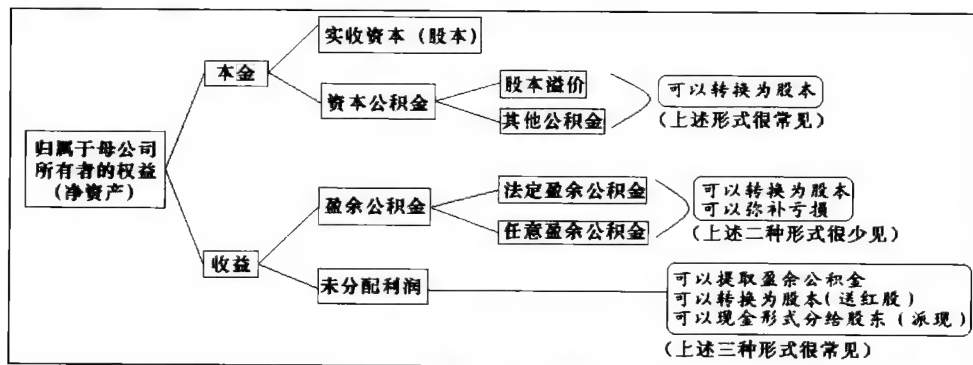 归属于母公司
所有者的权益
(净资产)
本金
实收资本 (股本)
资本公积金
股本溢价
其他公积金
可以转换为股本
(上述形式很常见)
收益
盈余公积金
法定盈余公积金
任意盈余公积金
可以转换为股本
可以弥补亏损
(上述二种形式很少见)
未分配利润
可以提取盈余公积金
可以转换为股本(送红股)
可以现金形式分给股东 (派现)
(上述三种形式很常见)